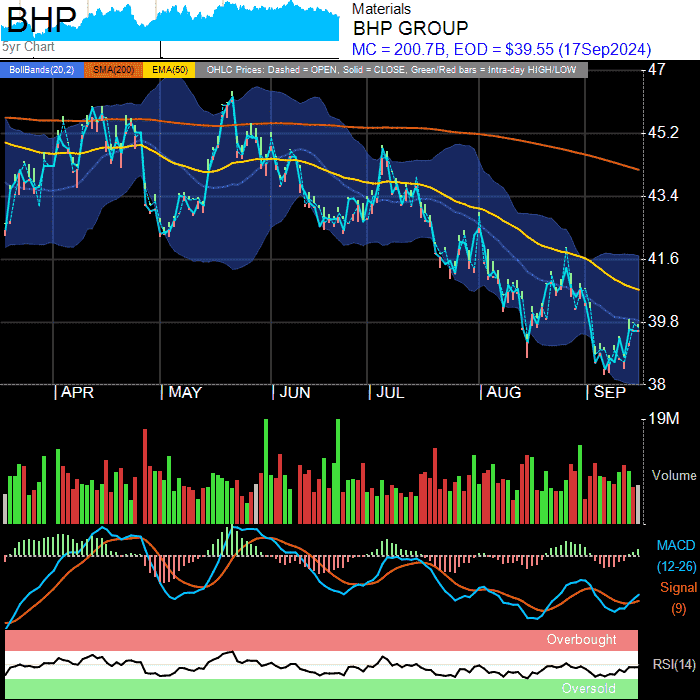 BHP
5yr Chart
Materials
BHP GROUP
MC = 200.7B, EOD = $39.55 (17Sep2024)
BollBands(20,2) SMA(200) EMA(50) OHLC Prices: Dashed = OPEN, Solid = CLOSE, Green/Red bars = Intra-day HIGH/LOW
47
45.2
43.4
41.6
39.8
38
APR MAY JUN JUL AUG SEP
19M
Volume
MACD
(12-26)
Signal
(9)
Overbought
RSI(14)
Oversold